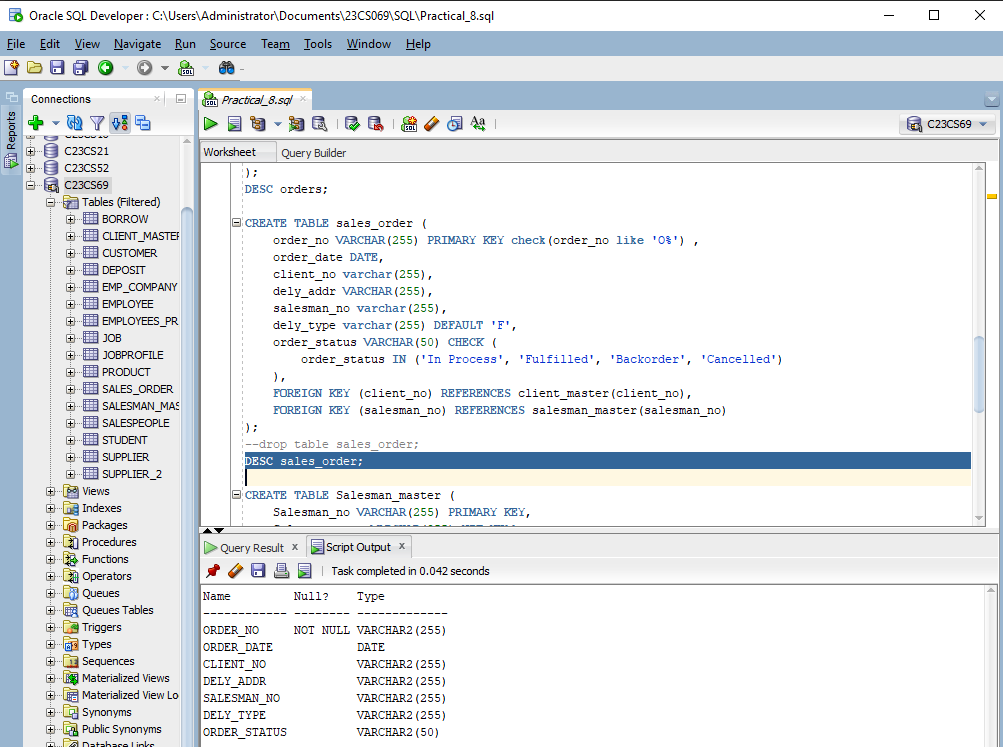 Oracle SQL Developer : C:\Users\Administrator\Documents\23CS069\SQL\Practical_8.sql
File Edit View Navigate Run Source Team Tools Window Help
Reports
Connections
C23CS21
C23CS52
C23CS69
Tables (Filtered)
BORROW
CLIENT_MASTER
CUSTOMER
DEPOSIT
EMP_COMPANY
EMPLOYEE
EMPLOYEES_PR
JOB
JOBPROFILE
PRODUCT
SALES_ORDER
SALESMAN_MAS
SALESPEOPLE
STUDENT
SUPPLIER
SUPPLIER_2
Views
Indexes
Packages
Procedures
Functions
Operators
Queues
Queues Tables
Triggers
Types
Sequences
Materialized Views
Materialized View Lo
Synonyms
Public Synonyms
Database Links
Practical_8.sql
C23CS69
Worksheet Query Builder
);
DESC orders;
CREATE TABLE sales_order (
order_no VARCHAR(255) PRIMARY KEY check(order_no like 'O%') ,
order_date DATE,
client_no varchar(255),
dely_addr VARCHAR(255),
salesman_no varchar(255),
dely_type varchar(255) DEFAULT 'F',
order_status VARCHAR(50) CHECK (
order_status IN ('In Process', 'Fulfilled', 'Backorder', 'Cancelled')
),
FOREIGN KEY (client_no) REFERENCES client_master(client_no),
FOREIGN KEY (salesman_no) REFERENCES salesman_master(salesman_no)
);
--drop table sales_order;
DESC sales_order;
CREATE TABLE Salesman_master (
Salesman_no VARCHAR(255) PRIMARY KEY,
Query Result x Script Output x
Task completed in 0.042 seconds
Name Null? Type
------------ -------- -------------
ORDER_NO NOT NULL VARCHAR2(255)
ORDER_DATE DATE
CLIENT_NO VARCHAR2(255)
DELY_ADDR VARCHAR2(255)
SALESMAN_NO VARCHAR2(255)
DELY_TYPE VARCHAR2(255)
ORDER_STATUS VARCHAR2(50)